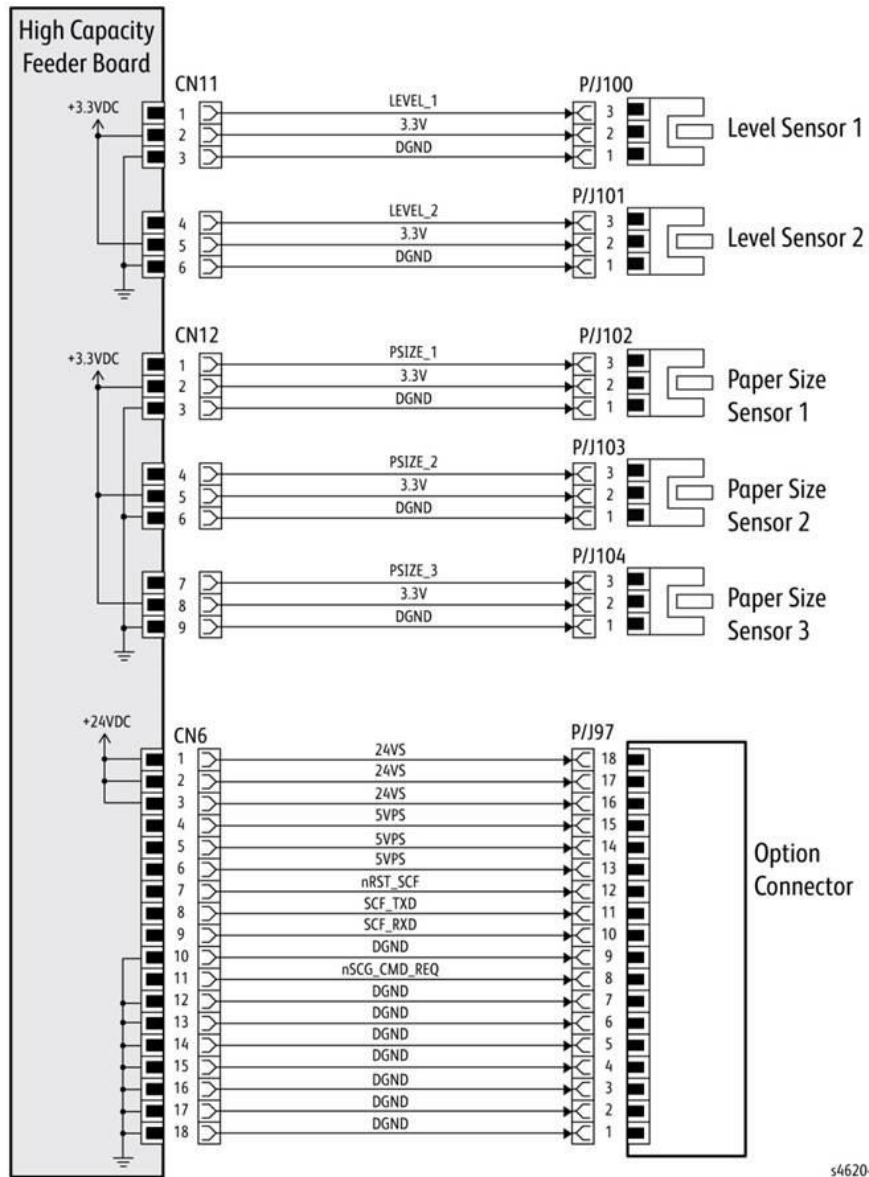 High Capacity
Feeder Board
CN11
P/J100
+3.3VDC
1 LEVEL_1 3
2 3.3V 2
3 DGND 1
Level Sensor 1
P/J101
4 LEVEL_2 3
5 3.3V 2
6 DGND 1
Level Sensor 2
CN12
P/J102
+3.3VDC
1 PSIZE_1 3
2 3.3V 2
3 DGND 1
Paper Size
Sensor 1
P/J103
4 PSIZE_2 3
5 3.3V 2
6 DGND 1
Paper Size
Sensor 2
P/J104
7 PSIZE_3 3
8 3.3V 2
9 DGND 1
Paper Size
Sensor 3
+24VDC
CN6
P/J97
1 24VS 18
2 24VS 17
3 24VS 16
4 5VPS 15
5 5VPS 14
6 5VPS 13
7 nRST_SCF 12
8 SCF_TXD 11
9 SCF_RXD 10
10 DGND 9
11 nSCG_CMD_REQ 8
12 DGND 7
13 DGND 6
14 DGND 5
15 DGND 4
16 DGND 3
17 DGND 2
18 DGND 1
Option
Connector